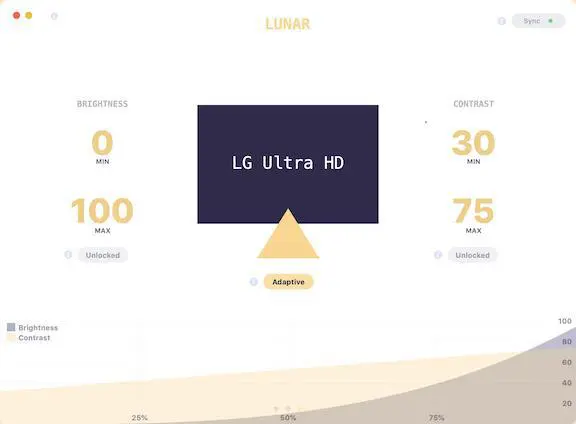 LUNAR
Sync
BRIGHTNESS
0
MIN
100
MAX
Unlocked
LG Ultra HD
Adaptive
CONTRAST
30
MIN
75
MAX
Unlocked
Brightness
Contrast
100
80
60
40
20
25%
50%
75%